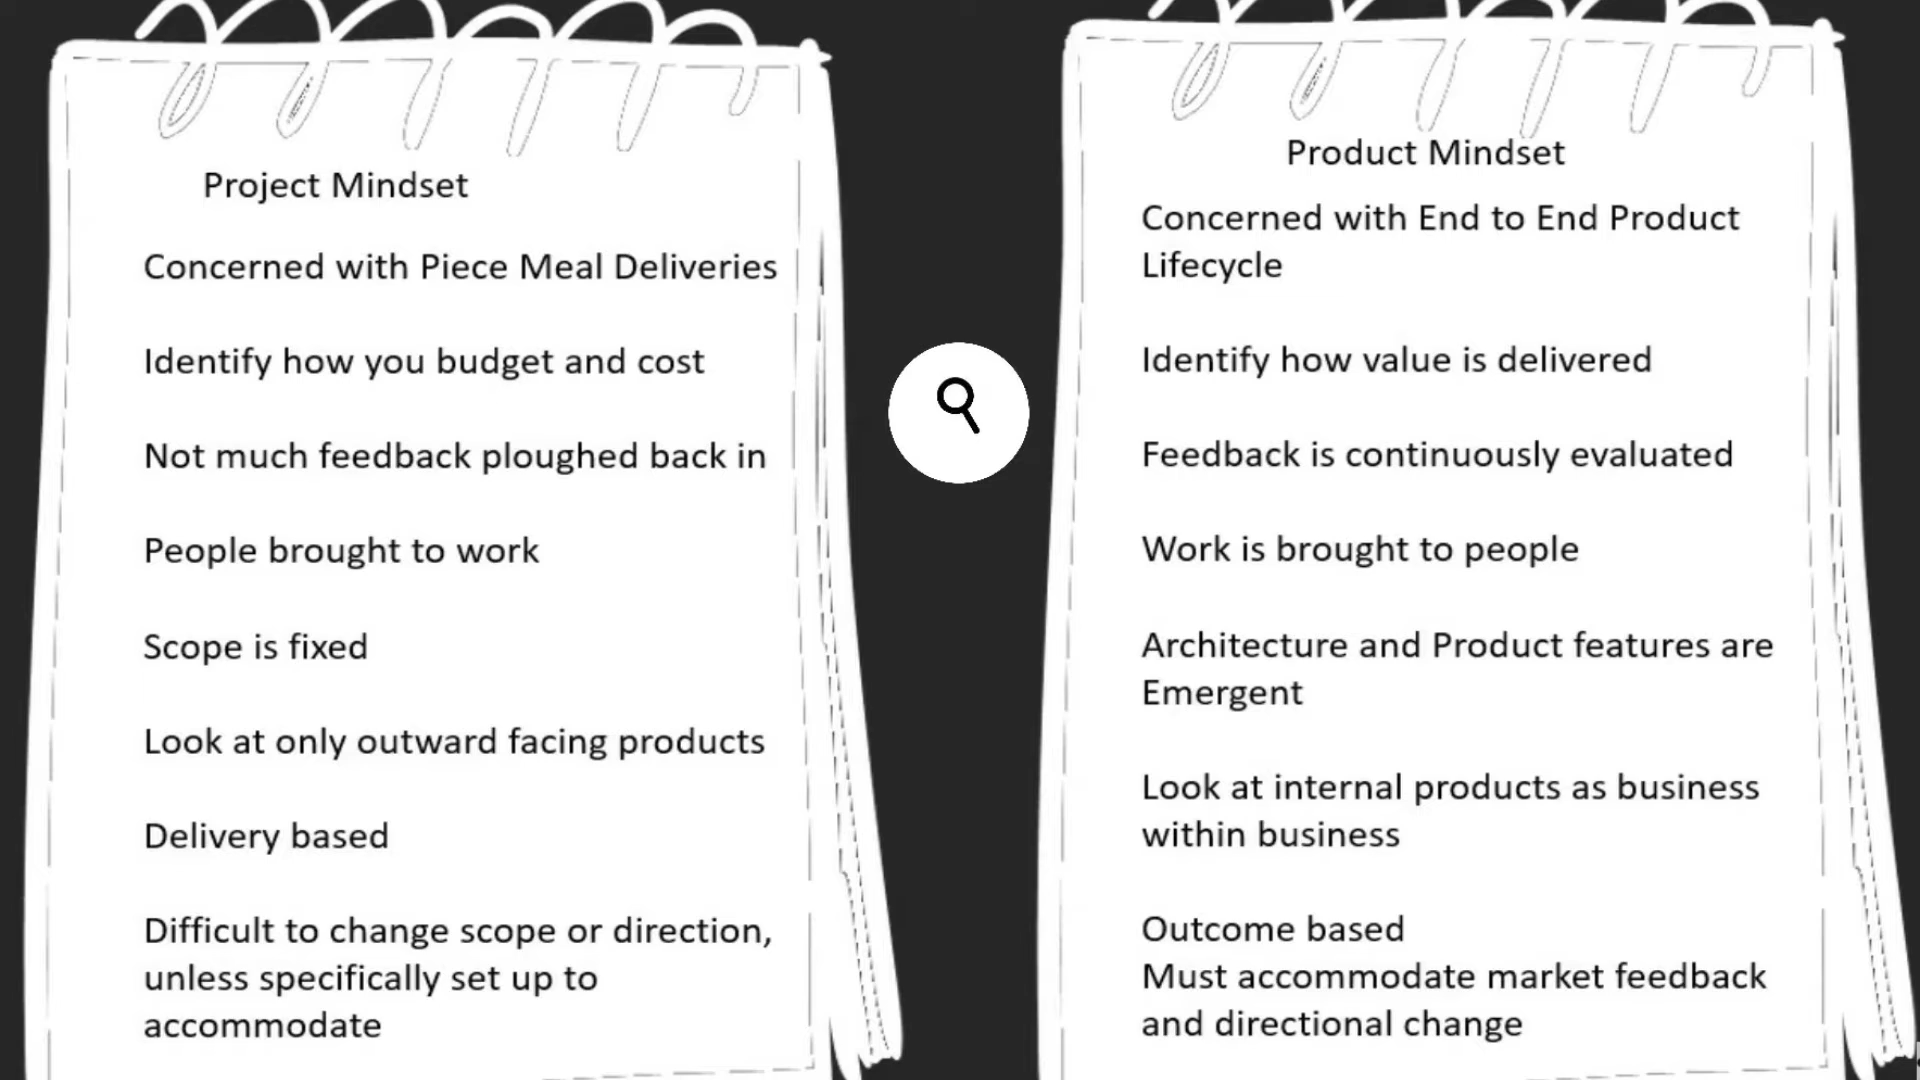 Project Mindset
Concerned with Piece Meal Deliveries
Identify how you budget and cost
Not much feedback ploughed back in
People brought to work
Scope is fixed
Look at only outward facing products
Delivery based
Difficult to change scope or direction,
unless specifically set up to
accommodate
Product Mindset
Concerned with End to End Product
Lifecycle
Identify how value is delivered
Feedback is continuously evaluated
Work is brought to people
Architecture and Product features are
Emergent
Look at internal products as business
within business
Outcome based
Must accommodate market feedback
and directional change